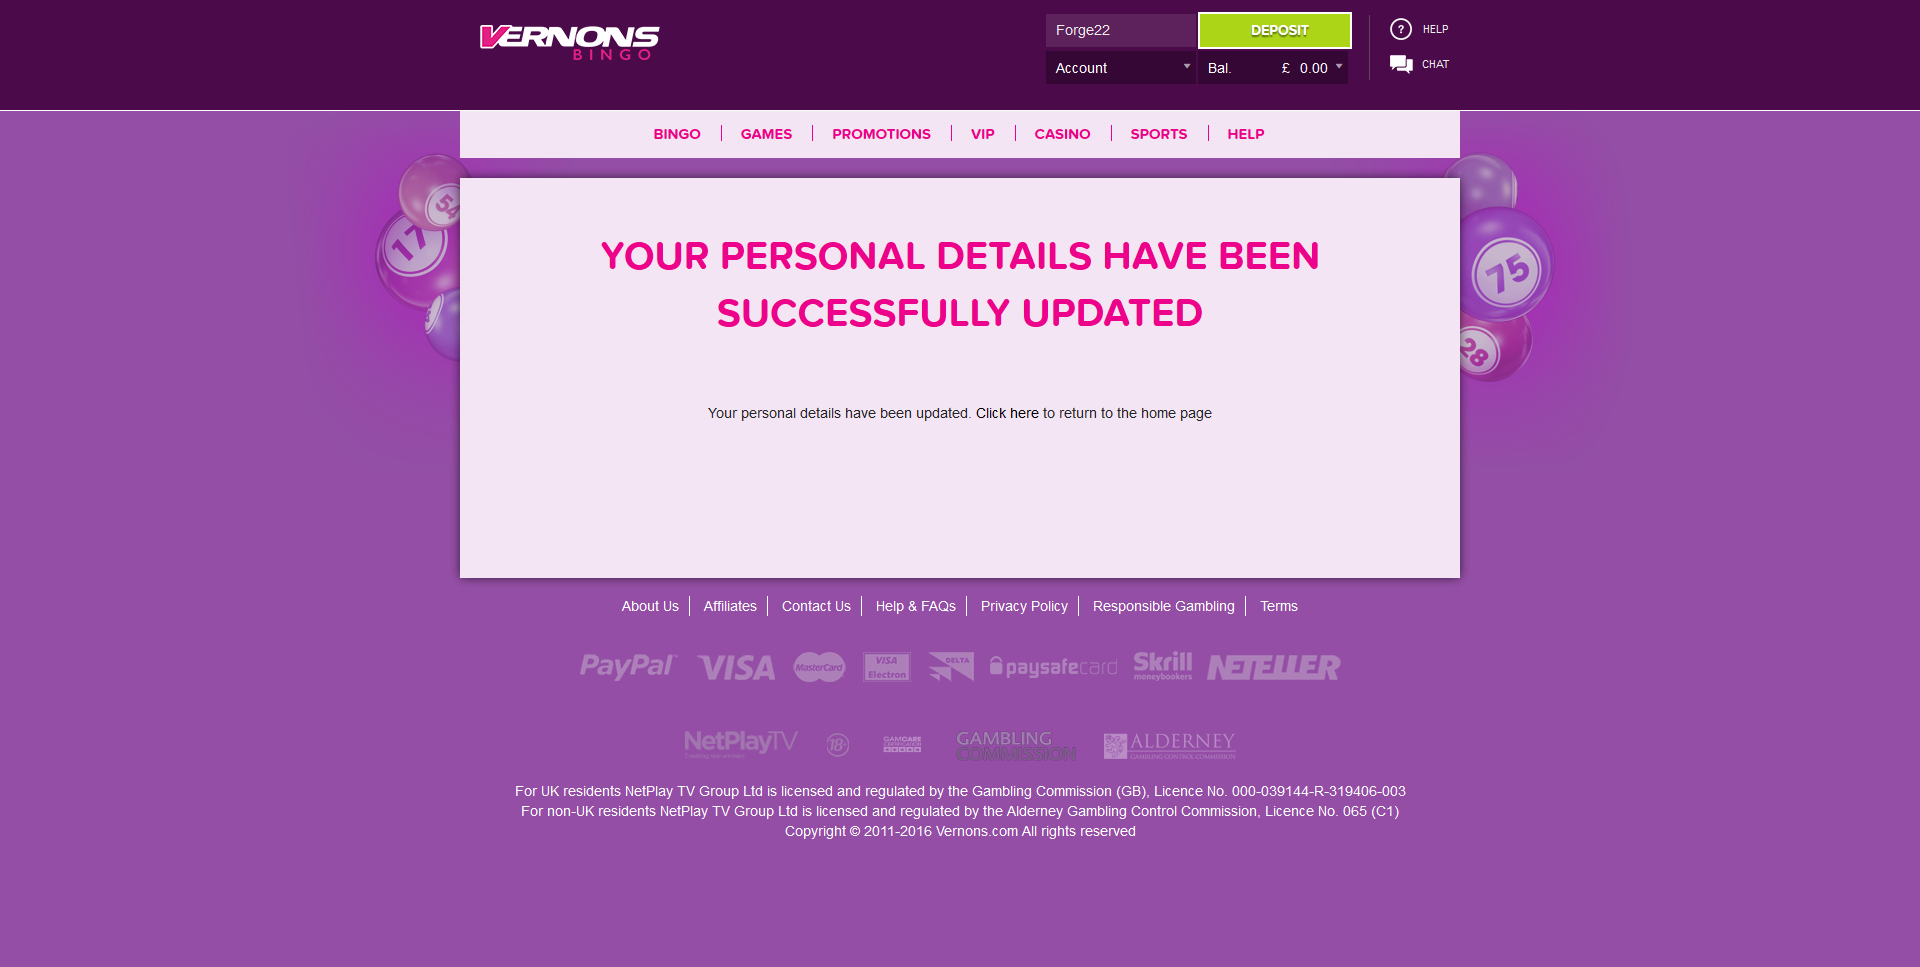 VERNONS
BINGO
Forge22
DEPOSIT
? HELP
Account
Bal. £ 0.00
CHAT
BINGO GAMES PROMOTIONS VIP CASINO SPORTS HELP
54
17
75
28
YOUR PERSONAL DETAILS HAVE BEEN
SUCCESSFULLY UPDATED
Your personal details have been updated. Click here to return to the home page
About Us Affiliates Contact Us Help & FAQs Privacy Policy Responsible Gambling Terms
PayPal VISA MasterCard VISA Electron DELTA paysafecard Skrill moneybookers NETELLER
NetPlayTV 18+ GAMCARE CERTIFICATION GAMBLING COMMISSION ALDERNEY GAMBLING CONTROL COMMISSION
For UK residents NetPlay TV Group Ltd is licensed and regulated by the Gambling Commission (GB), Licence No. 000-039144-R-319406-003
For non-UK residents NetPlay TV Group Ltd is licensed and regulated by the Alderney Gambling Control Commission, Licence No. 065 (C1)
Copyright © 2011-2016 Vernons.com All rights reserved